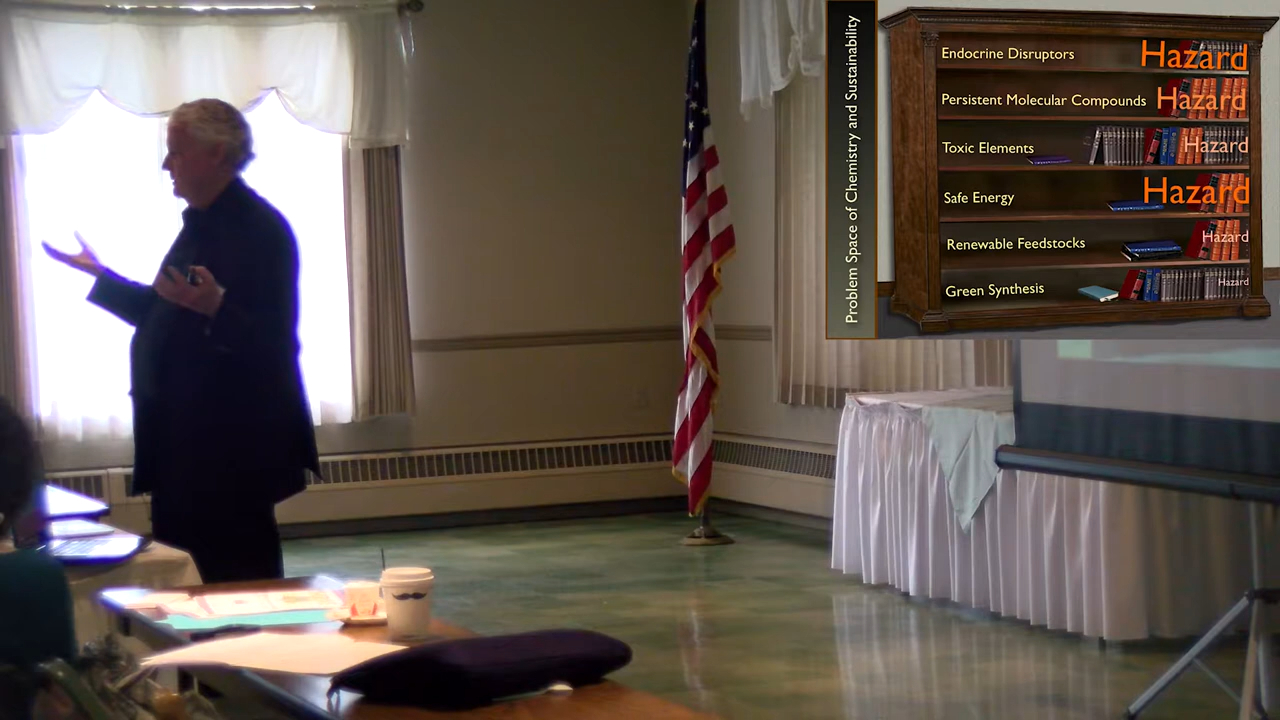 Problem Space of Chemistry and Sustainability
Endocrine Disruptors Hazard
Persistent Molecular Compounds Hazard
Toxic Elements Hazard
Safe Energy Hazard
Renewable Feedstocks Hazard
Green Synthesis Hazard